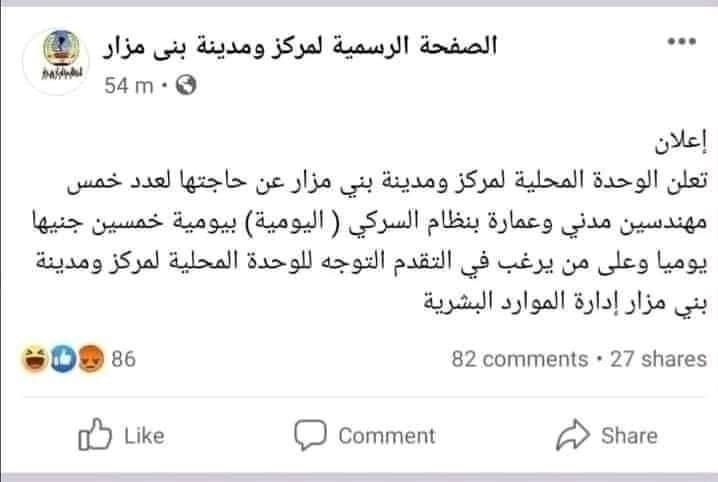 الصفحة الرسمية لمركز ومدينة بنى مزار
54 m
إعلان
تعلن الوحدة المحلية لمركز ومدينة بني مزار عن حاجتها لعدد خمس
مهندسين مدني وعمارة بنظام السركي ( اليومية) بيومية خمسين جنيها
يوميا وعلى من يرغب في التقدم التوجه للوحدة المحلية لمركز ومدينة
بني مزار إدارة الموارد البشرية
86
82 comments • 27 shares
Like
Comment
Share